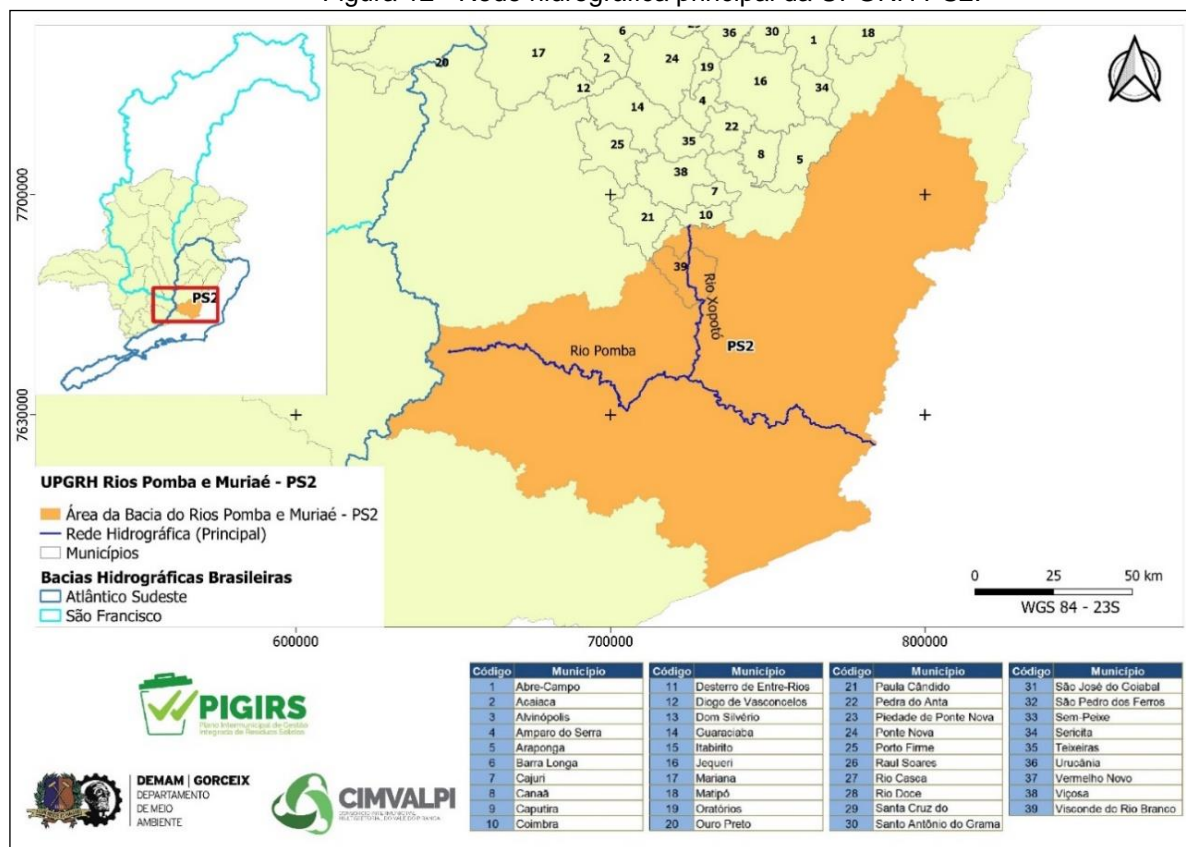 Figura 12 - Rede hidrográfica principal da UPGRH PS2.
6
36
30
1
18
20
17
2
24
19
16
12
4
34
14
22
25
35
8
5
38
7
21
10
39
7700000
7630000
Rio Xopotó
Rio Pomba
PS2
PS2
UPGRH Rios Pomba e Muriaé - PS2
Área da Bacia do Rios Pomba e Muriaé - PS2
Rede Hidrográfica (Principal)
Municípios
Bacias Hidrográficas Brasileiras
Atlântico Sudeste
São Francisco
0 25 50 km
WGS 84 - 23S
600000 700000 800000
PIGIRS
Plano Intermunicipal de Gestão
Integrada de Resíduos Sólidos
DEMAM | GORCEIX
DEPARTAMENTO
DE MEIO
AMBIENTE
CIMVALPI
Código Município
1 Abre-Campo
2 Acaiaca
3 Alvinópolis
4 Amparo do Serra
5 Araponga
6 Barra Longa
7 Cajuri
8 Canaã
9 Caputira
10 Coimbra
Código Município
11 Desterro de Entre-Rios
12 Diogo de Vasconcelos
13 Dom Silvério
14 Guaraciaba
15 Itabirito
16 Jequeri
17 Mariana
18 Matipó
19 Oratórios
20 Ouro Preto
Código Município
21 Paula Cândido
22 Pedra do Anta
23 Piedade de Ponte Nova
24 Ponte Nova
25 Porto Firme
26 Raul Soares
27 Rio Casca
28 Rio Doce
29 Santa Cruz do
30 Santo Antônio do Grama
Código Município
31 São José do Goiabal
32 São Pedro dos Ferros
33 Sem-Peixe
34 Sericita
35 Teixeiras
36 Urucânia
37 Vermelho Novo
38 Viçosa
39 Visconde do Rio Branco